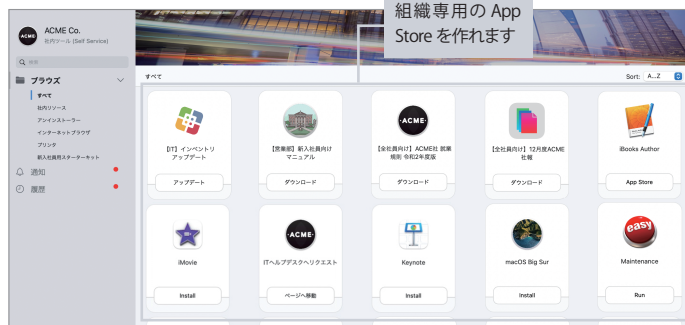 組織専用の App
Store を作れます
ACME
ACME Co.
社内ツール (Self Service)
検索
ブラウズ
すべて
社内リソース
アンインストーラー
インターネットブラウザ
プリンタ
新入社員用スターターキット
通知
履歴
すべて
Sort: A...Z
【IT】インベントリ
アップデート
アップデート
【営業部】新入社員向け
マニュアル
ダウンロード
ACME
【全社員向け】ACME社 就業
規則 令和2年度版
ダウンロード
【全社員向け】12月度ACME
社報
ダウンロード
iBooks Author
App Store
iMovie
Install
ACME
ITヘルプデスクへリクエスト
ページへ移動
Keynote
Install
macOS Big Sur
Install
easy
Maintenance
Run